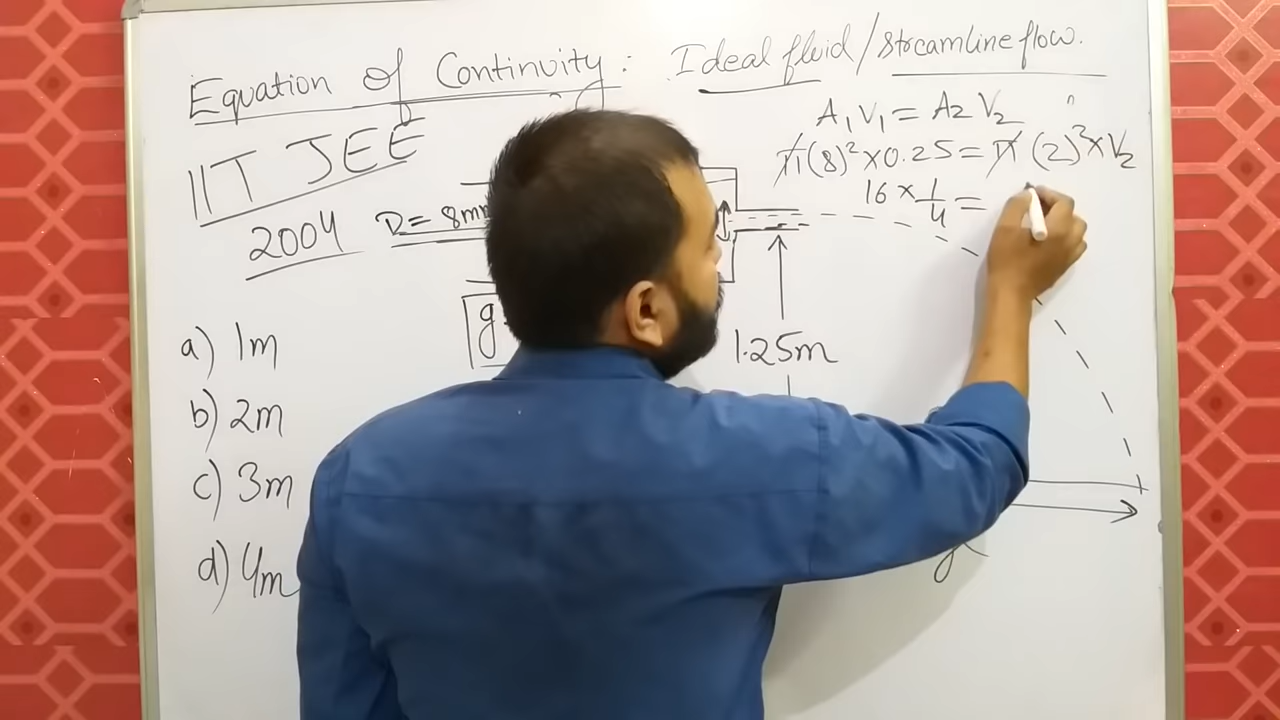 Equation of Continuity : Ideal fluid / streamline flow.
IIT JEE
2004
D = 8mm
A₁V₁ = A₂V₂
π(8)² × 0.25 = π(2)² × V₂
16 × 1/4 =
1.25m
a) 1m
b) 2m
c) 3m
d) 4m